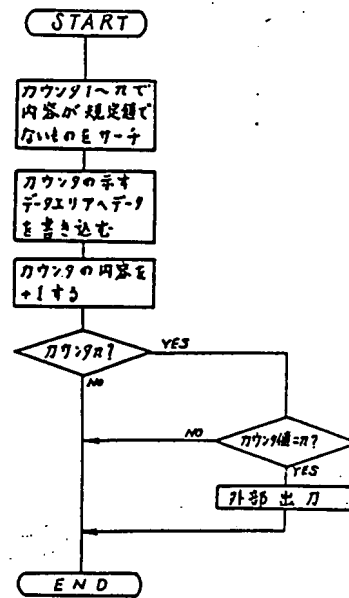 START
カウンタ1～nで
内容が規定値で
ないものをサーチ
カウンタの示す
データエリアへデータ
を書き込む
カウンタの内容を
+1する
カウンタn?
YES
NO
カウンタ値=n?
NO
YES
外部出力
END